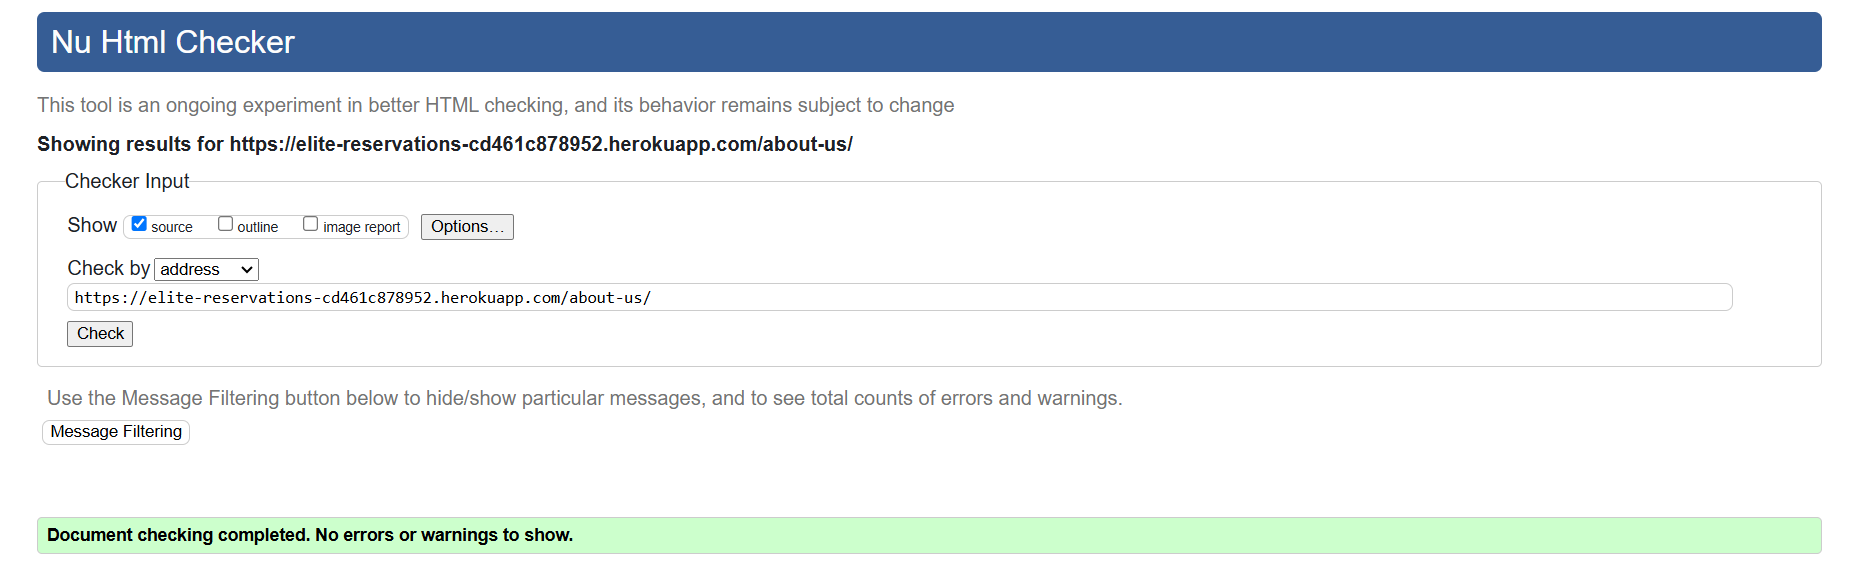 Nu Html Checker
This tool is an ongoing experiment in better HTML checking, and its behavior remains subject to change
Showing results for https://elite-reservations-cd461c878952.herokuapp.com/about-us/
Checker Input
Show source outline image report Options...
Check by address
https://elite-reservations-cd461c878952.herokuapp.com/about-us/
Check
Use the Message Filtering button below to hide/show particular messages, and to see total counts of errors and warnings.
Message Filtering
Document checking completed. No errors or warnings to show.